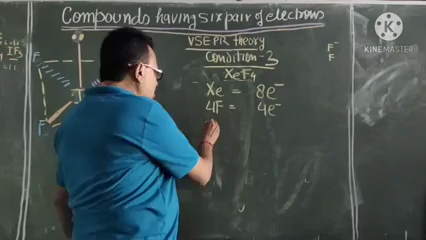 Compounds having six pair of electrons
VSEPR theory
Condition-3
XeF4
Xe = 8e⁻
4F = 4e⁻
F
F
F⁻
F
KINEMASTER